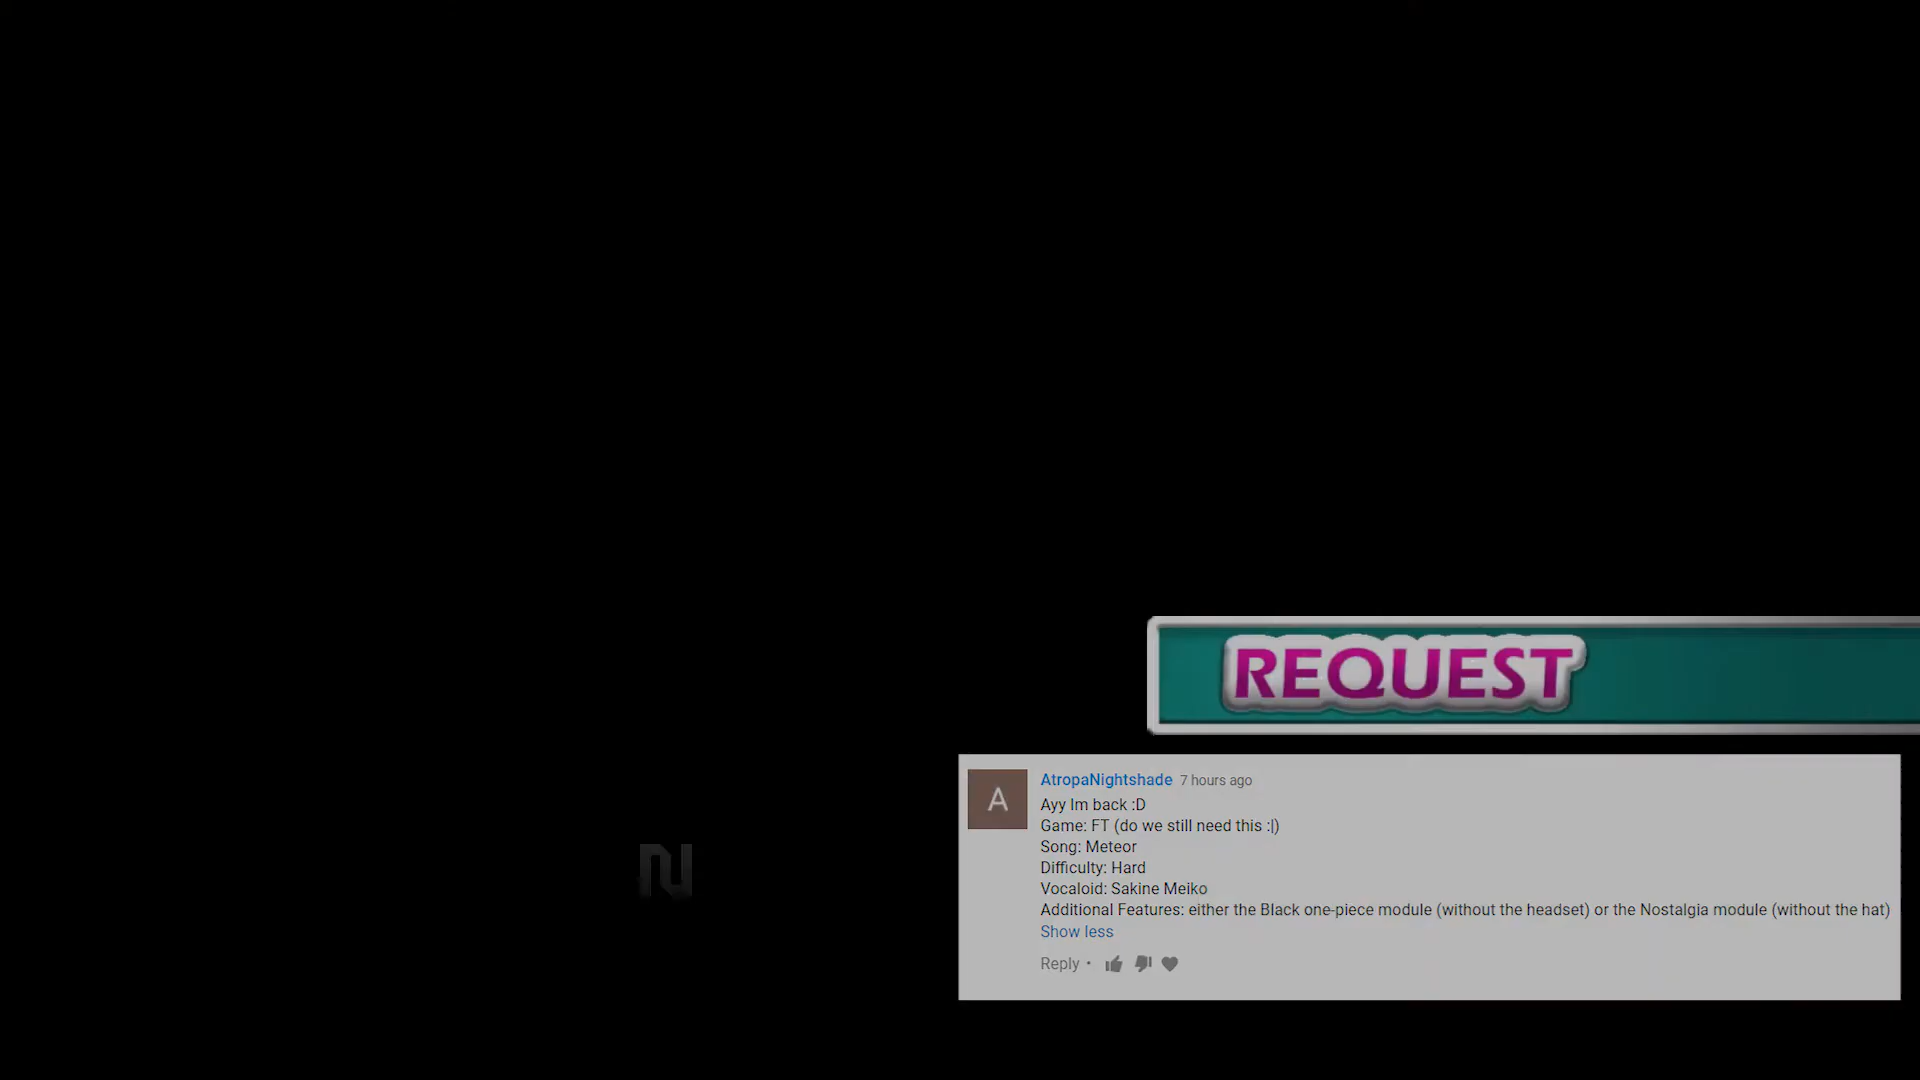 REQUEST
A
AtropaNightshade 7 hours ago
Ayy Im back :D
Game: FT (do we still need this :|)
Song: Meteor
Difficulty: Hard
Vocaloid: Sakine Meiko
Additional Features: either the Black one-piece module (without the headset) or the Nostalgia module (without the hat)
Show less
Reply •
N